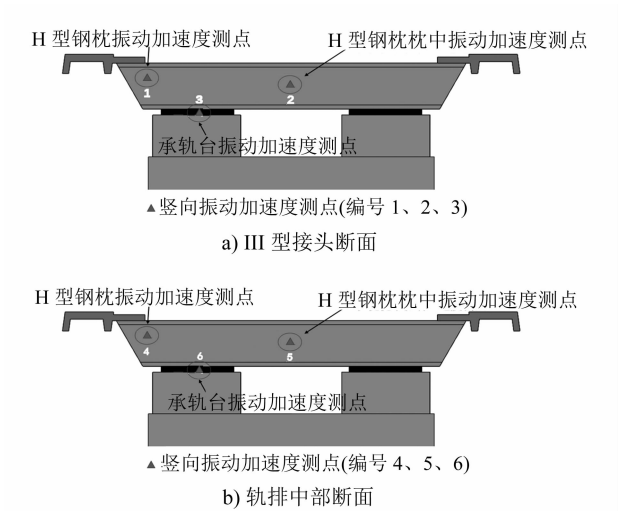 H 型钢枕振动加速度测点
H 型钢枕枕中振动加速度测点
1
2
3
承轨台振动加速度测点
▲竖向振动加速度测点(编号 1、2、3)
a) III 型接头断面
H 型钢枕振动加速度测点
H 型钢枕枕中振动加速度测点
4
5
6
承轨台振动加速度测点
▲竖向振动加速度测点(编号 4、5、6)
b) 轨排中部断面